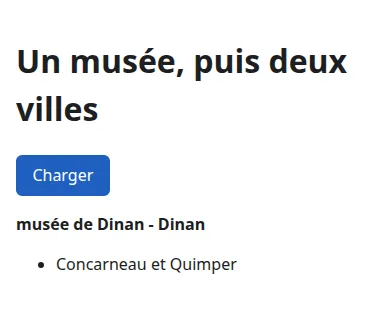 Un musée, puis deux
villes
Charger
musée de Dinan - Dinan
Concarneau et Quimper